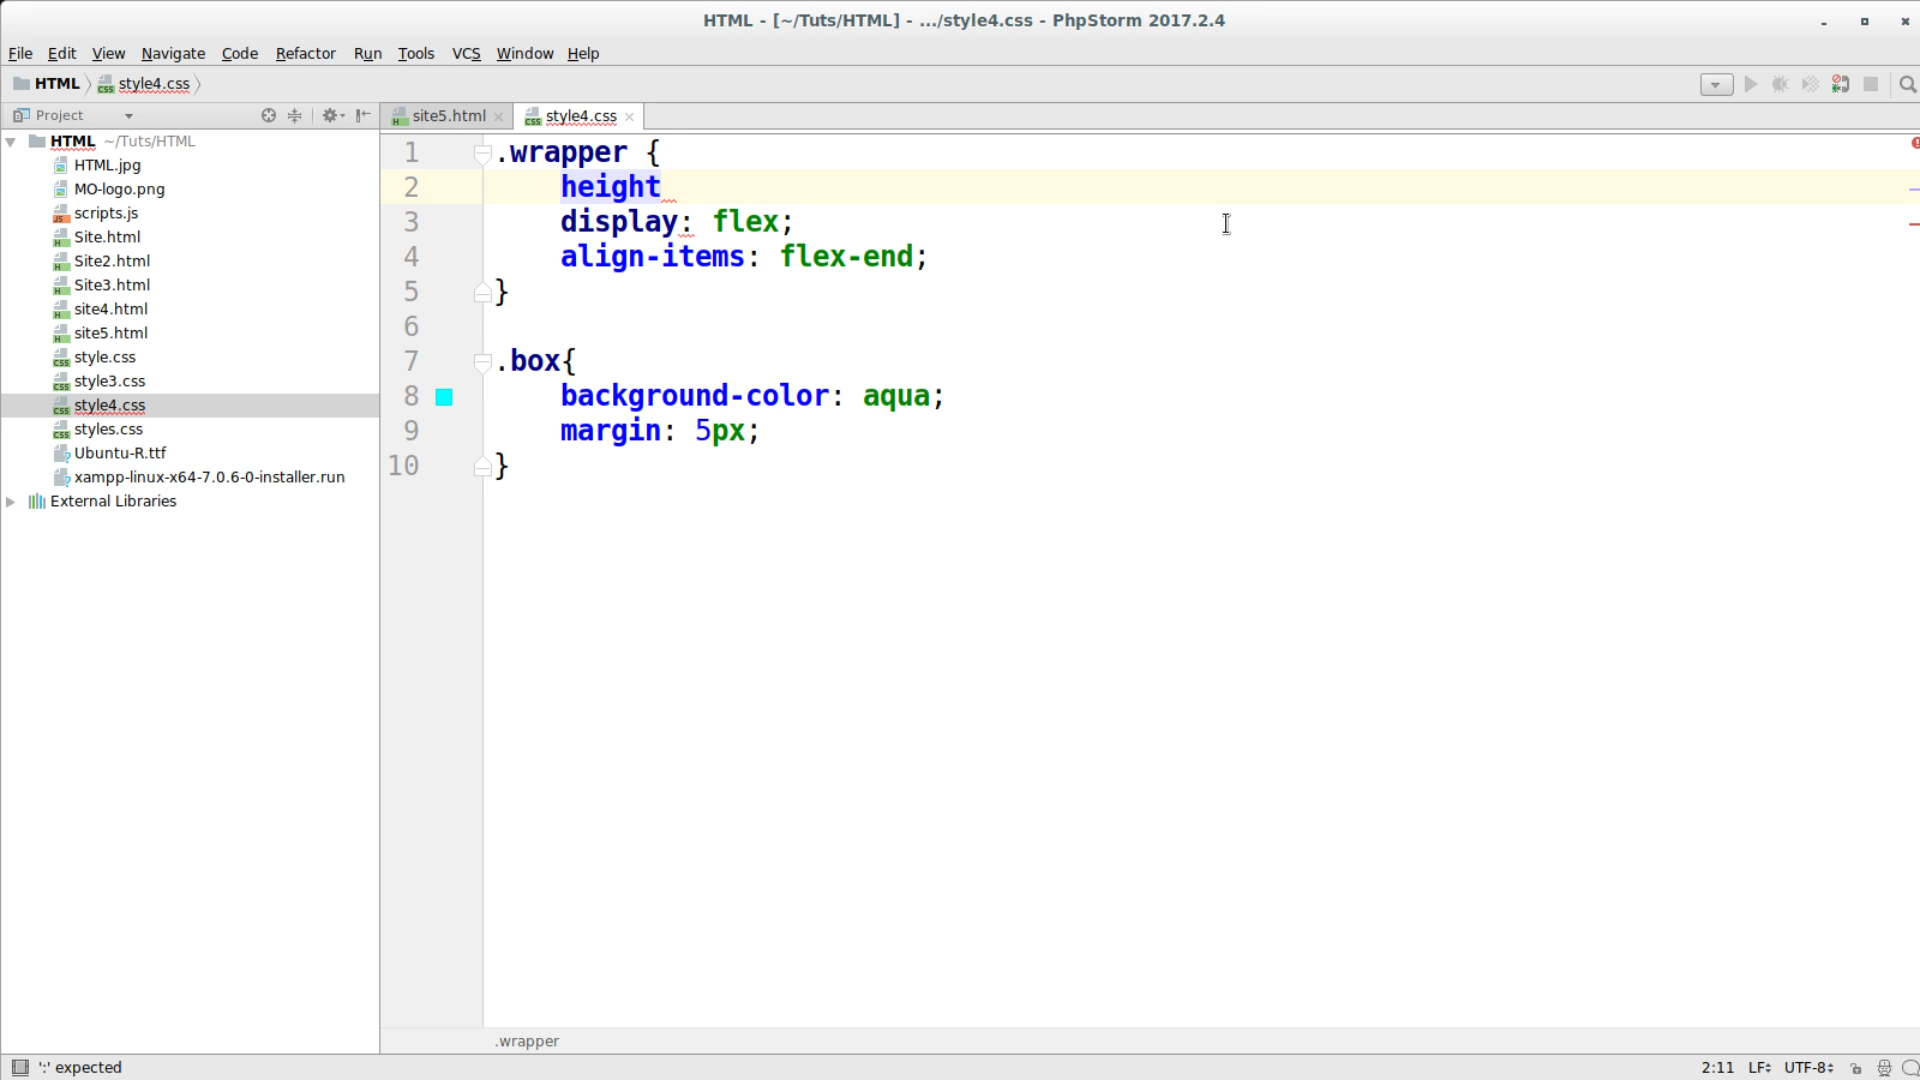 HTML - [~/Tuts/HTML] - .../style4.css - PhpStorm 2017.2.4
File Edit View Navigate Code Refactor Run Tools VCS Window Help
HTML style4.css
Project
site5.html style4.css
HTML ~/Tuts/HTML
HTML.jpg
MO-logo.png
scripts.js
Site.html
Site2.html
Site3.html
site4.html
site5.html
style.css
style3.css
style4.css
styles.css
Ubuntu-R.ttf
xampp-linux-x64-7.0.6-0-installer.run
External Libraries
1 .wrapper {
2 height
3 display: flex;
4 align-items: flex-end;
5 }
6
7 .box{
8 background-color: aqua;
9 margin: 5px;
10 }
.wrapper
':' expected
2:11 LF UTF-8